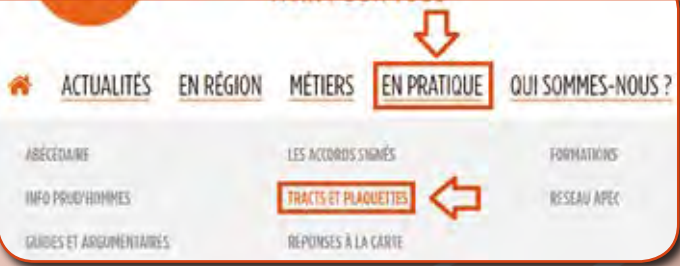 ACTUALITÉS EN RÉGION MÉTIERS EN PRATIQUE QUI SOMMES-NOUS ?
ABÉCÉDAIRE LES ACCORDS SIGNÉS FORMATIONS
INFO PRUD'HOMMES TRACTS ET PLAQUETTES RESEAU APEC
GUIDES ET ARGUMENTAIRES REPONSES À LA CARTE